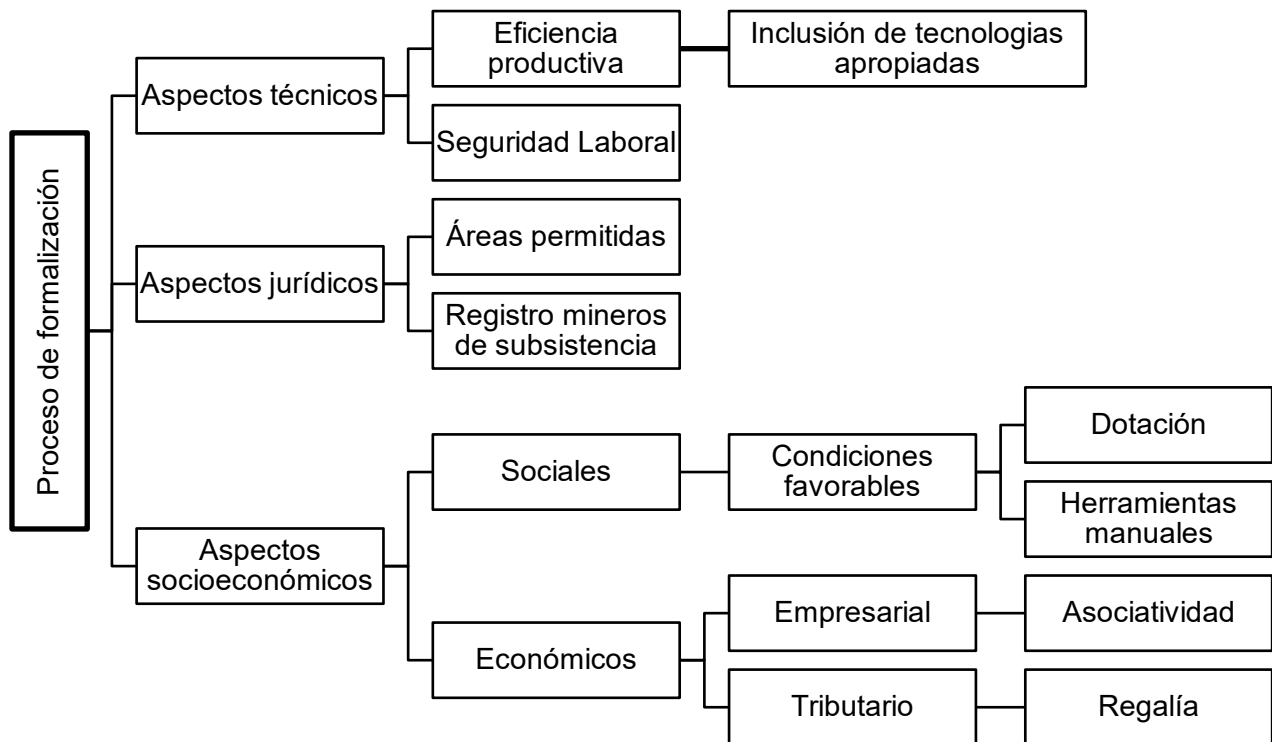 Proceso de formalización
Aspectos técnicos
Eficiencia
productiva
Inclusión de tecnologias
apropiadas
Seguridad Laboral
Aspectos jurídicos
Áreas permitidas
Registro mineros
de subsistencia
Aspectos
socioeconómicos
Sociales
Condiciones
favorables
Dotación
Herramientas
manuales
Económicos
Empresarial
Asociatividad
Tributario
Regalía